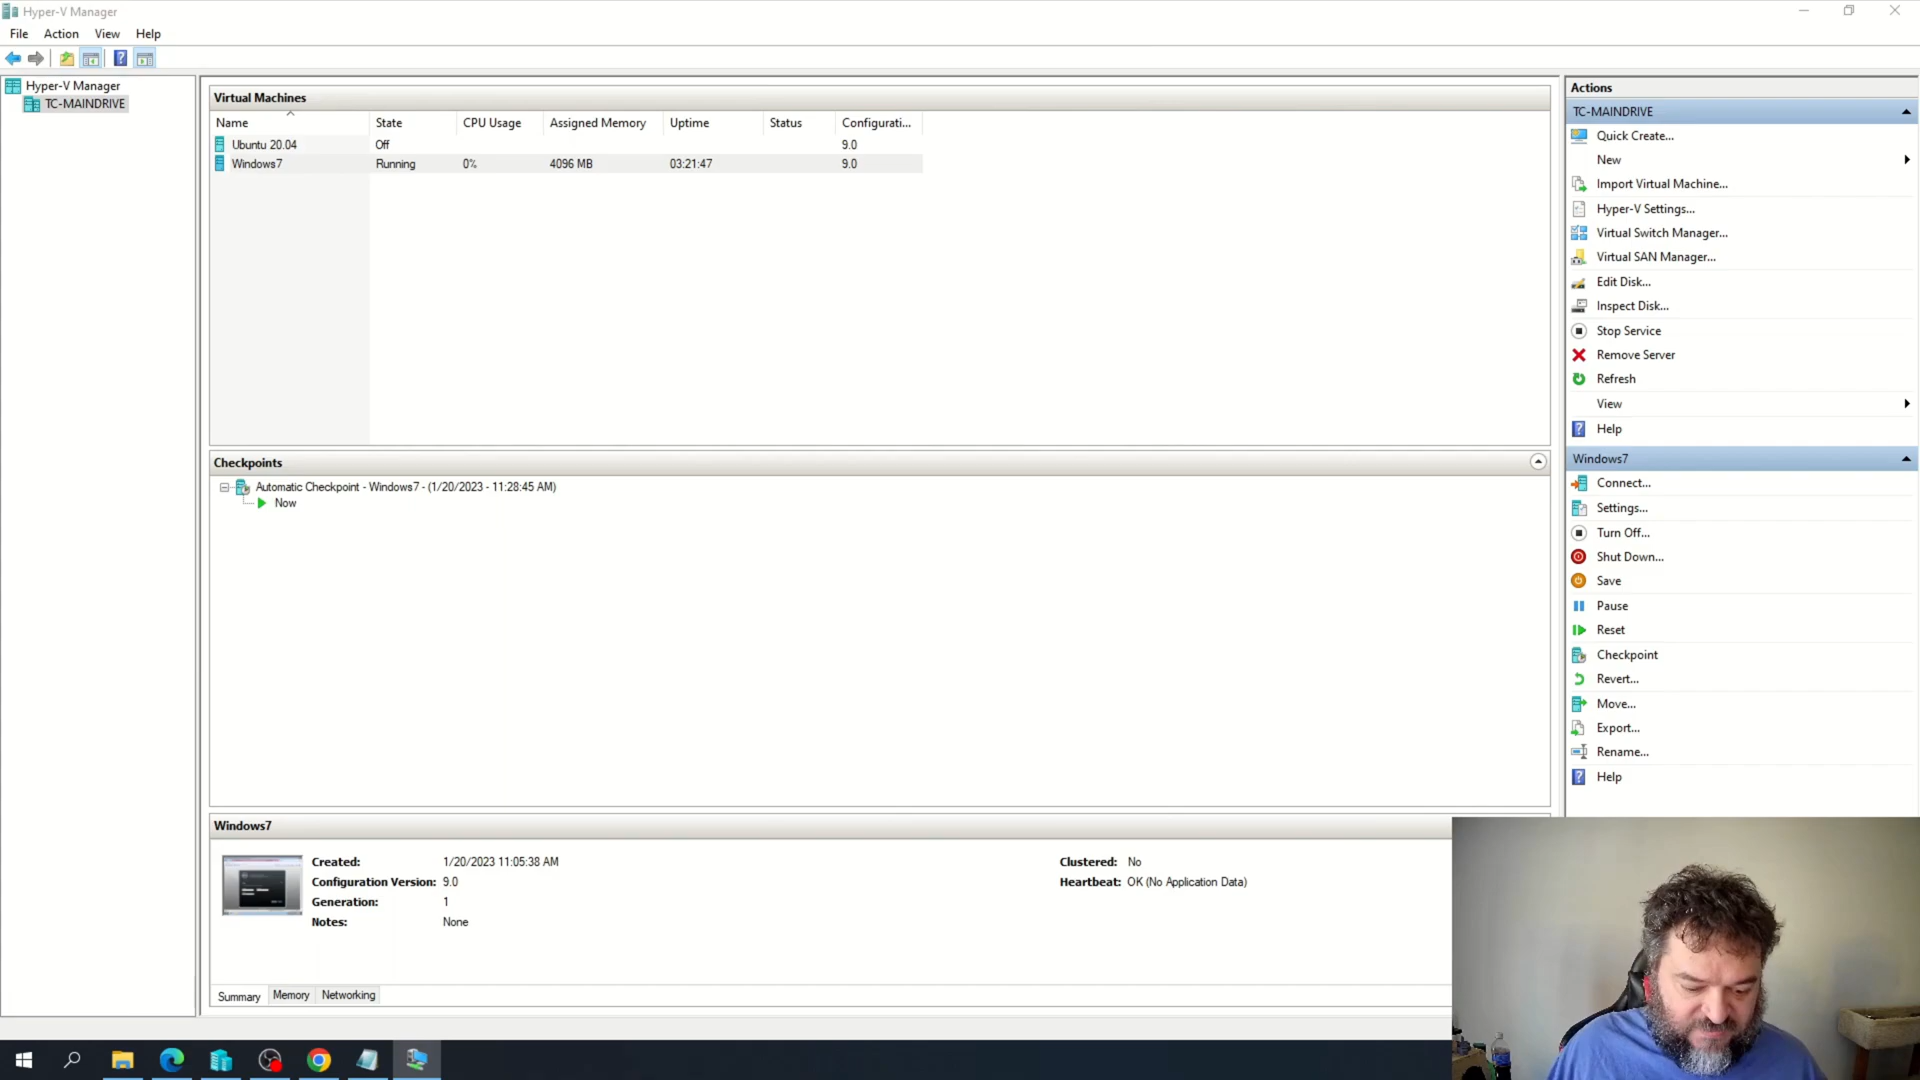 Hyper-V Manager
File Action View Help
Hyper-V Manager
TC-MAINDRIVE
Virtual Machines
Name State CPU Usage Assigned Memory Uptime Status Configurati...
Ubuntu 20.04 Off 9.0
Windows7 Running 0% 4096 MB 03:21:47 9.0
Checkpoints
Automatic Checkpoint - Windows7 - (1/20/2023 - 11:28:45 AM)
Now
Windows7
Created: 1/20/2023 11:05:38 AM Clustered: No
Configuration Version: 9.0 Heartbeat: OK (No Application Data)
Generation: 1
Notes: None
Summary Memory Networking
Actions
TC-MAINDRIVE
Quick Create...
New
Import Virtual Machine...
Hyper-V Settings...
Virtual Switch Manager...
Virtual SAN Manager...
Edit Disk...
Inspect Disk...
Stop Service
Remove Server
Refresh
View
Help
Windows7
Connect...
Settings...
Turn Off...
Shut Down...
Save
Pause
Reset
Checkpoint
Revert...
Move...
Export...
Rename...
Help